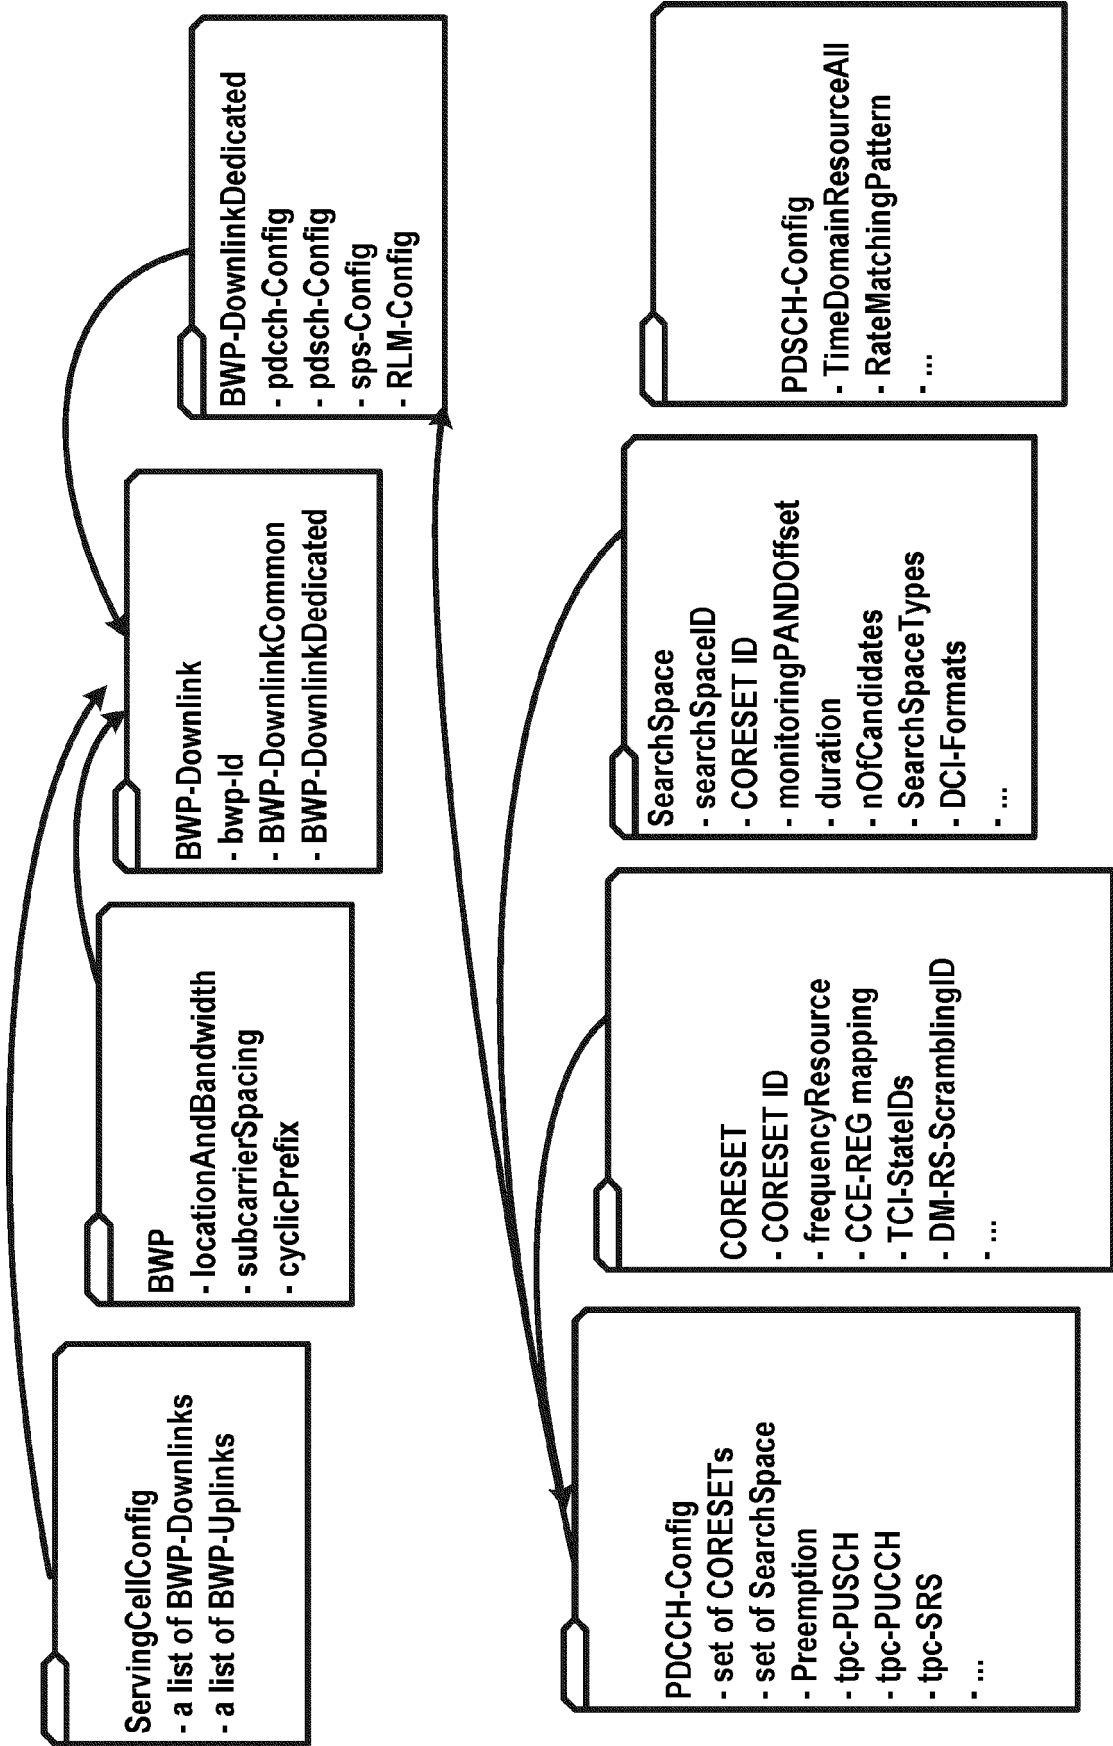 ServingCellConfig
- a list of BWP-Downlinks
- a list of BWP-Uplinks
BWP
- locationAndBandwidth
- subcarrierSpacing
- cyclicPrefix
BWP-Downlink
- bwp-Id
- BWP-DownlinkCommon
- BWP-DownlinkDedicated
BWP-DownlinkDedicated
- pdcch-Config
- pdsch-Config
- sps-Config
- RLM-Config
PDCCH-Config
- set of CORESETs
- set of SearchSpace
- Preemption
- tpc-PUSCH
- tpc-PUCCH
- tpc-SRS
- ...
CORESET
- CORESET ID
- frequencyResource
- CCE-REG mapping
- TCI-StateIDs
- DM-RS-ScramblingID
- ...
SearchSpace
- searchSpaceID
- CORESET ID
- monitoringPANDOffset
- duration
- nOfCandidates
- SearchSpaceTypes
- DCI-Formats
- ...
PDSCH-Config
- TimeDomainResourceAll
- RateMatchingPattern
- ...